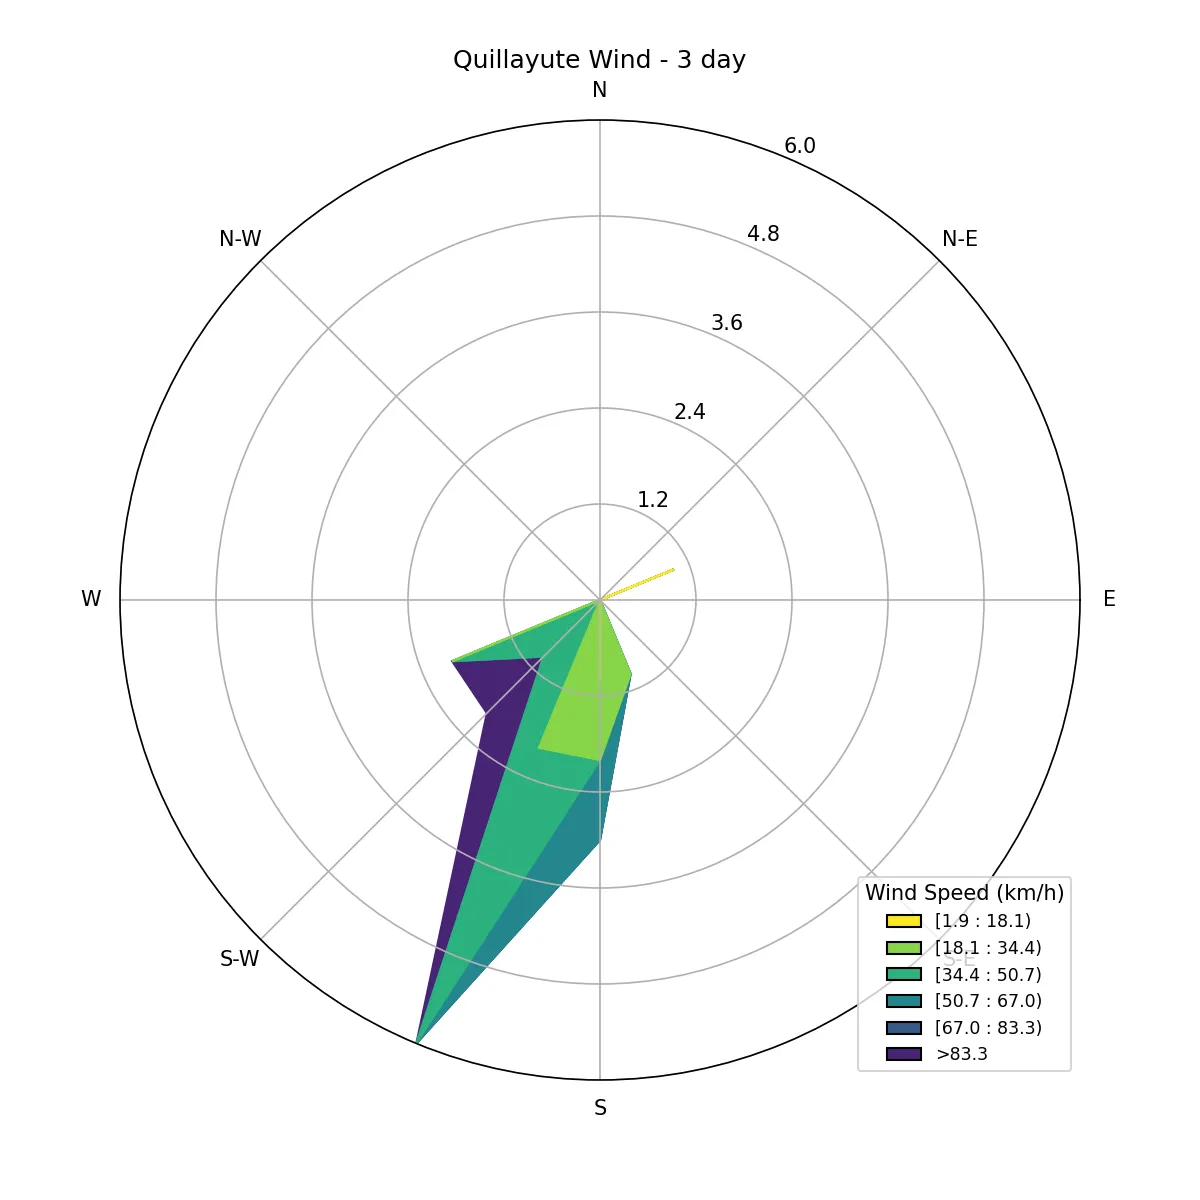 Quillayute Wind - 3 day
N
6.0
N-W
N-E
4.8
3.6
2.4
1.2
W
E
S-W
S-E
S
Wind Speed (km/h)
[1.9 : 18.1)
[18.1 : 34.4)
[34.4 : 50.7)
[50.7 : 67.0)
[67.0 : 83.3)
>83.3